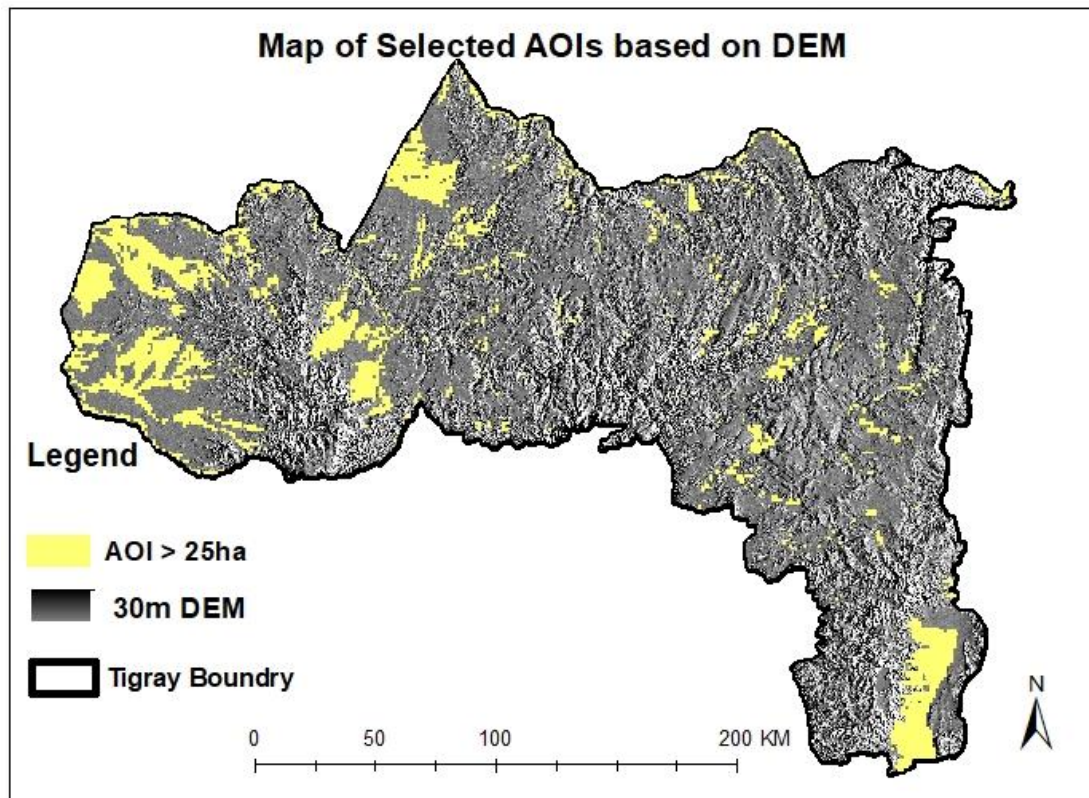 Map of Selected AOIs based on DEM
Legend
AOI > 25ha
30m DEM
Tigray Boundry
0 50 100 200 KM
N